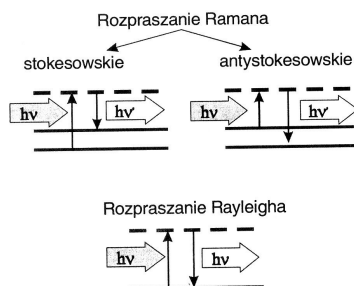 Rozpraszanie Ramana
stokesowskie
antystokesowskie
hν
hν'
hν
hν'
Rozpraszanie Rayleigha
hν
hν